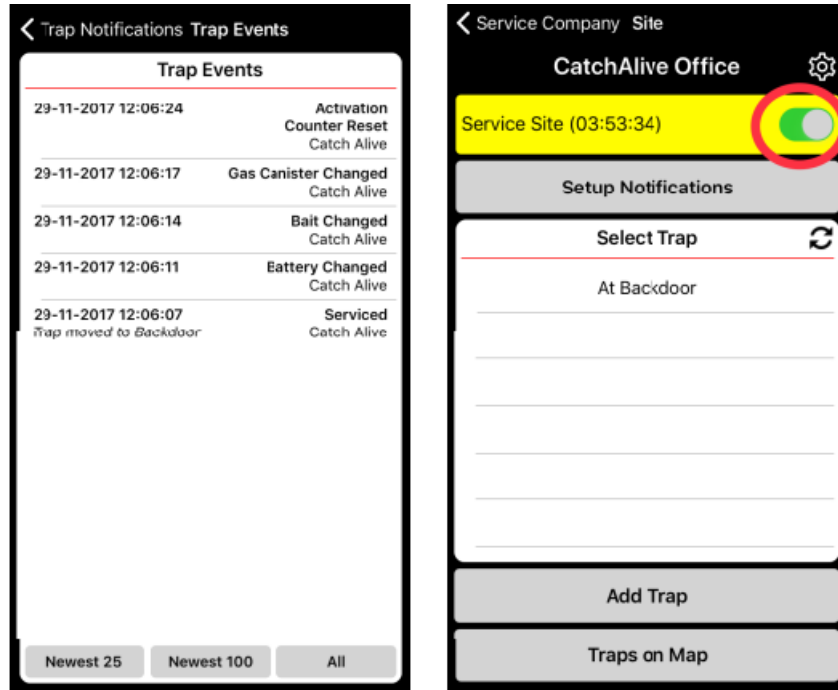 Trap Notifications Trap Events
Trap Events
29-11-2017 12:06:24 Activation
Counter Reset
Catch Alive
29-11-2017 12:06:17 Gas Canister Changed
Catch Alive
29-11-2017 12:06:14 Bait Changed
Catch Alive
29-11-2017 12:06:11 Battery Changed
Catch Alive
29-11-2017 12:06:07 Serviced
Trap moved to Backdoor Catch Alive
Newest 25 Newest 100 All
Service Company Site
CatchAlive Office
Service Site (03:53:34)
Setup Notifications
Select Trap
At Backdoor
Add Trap
Traps on Map